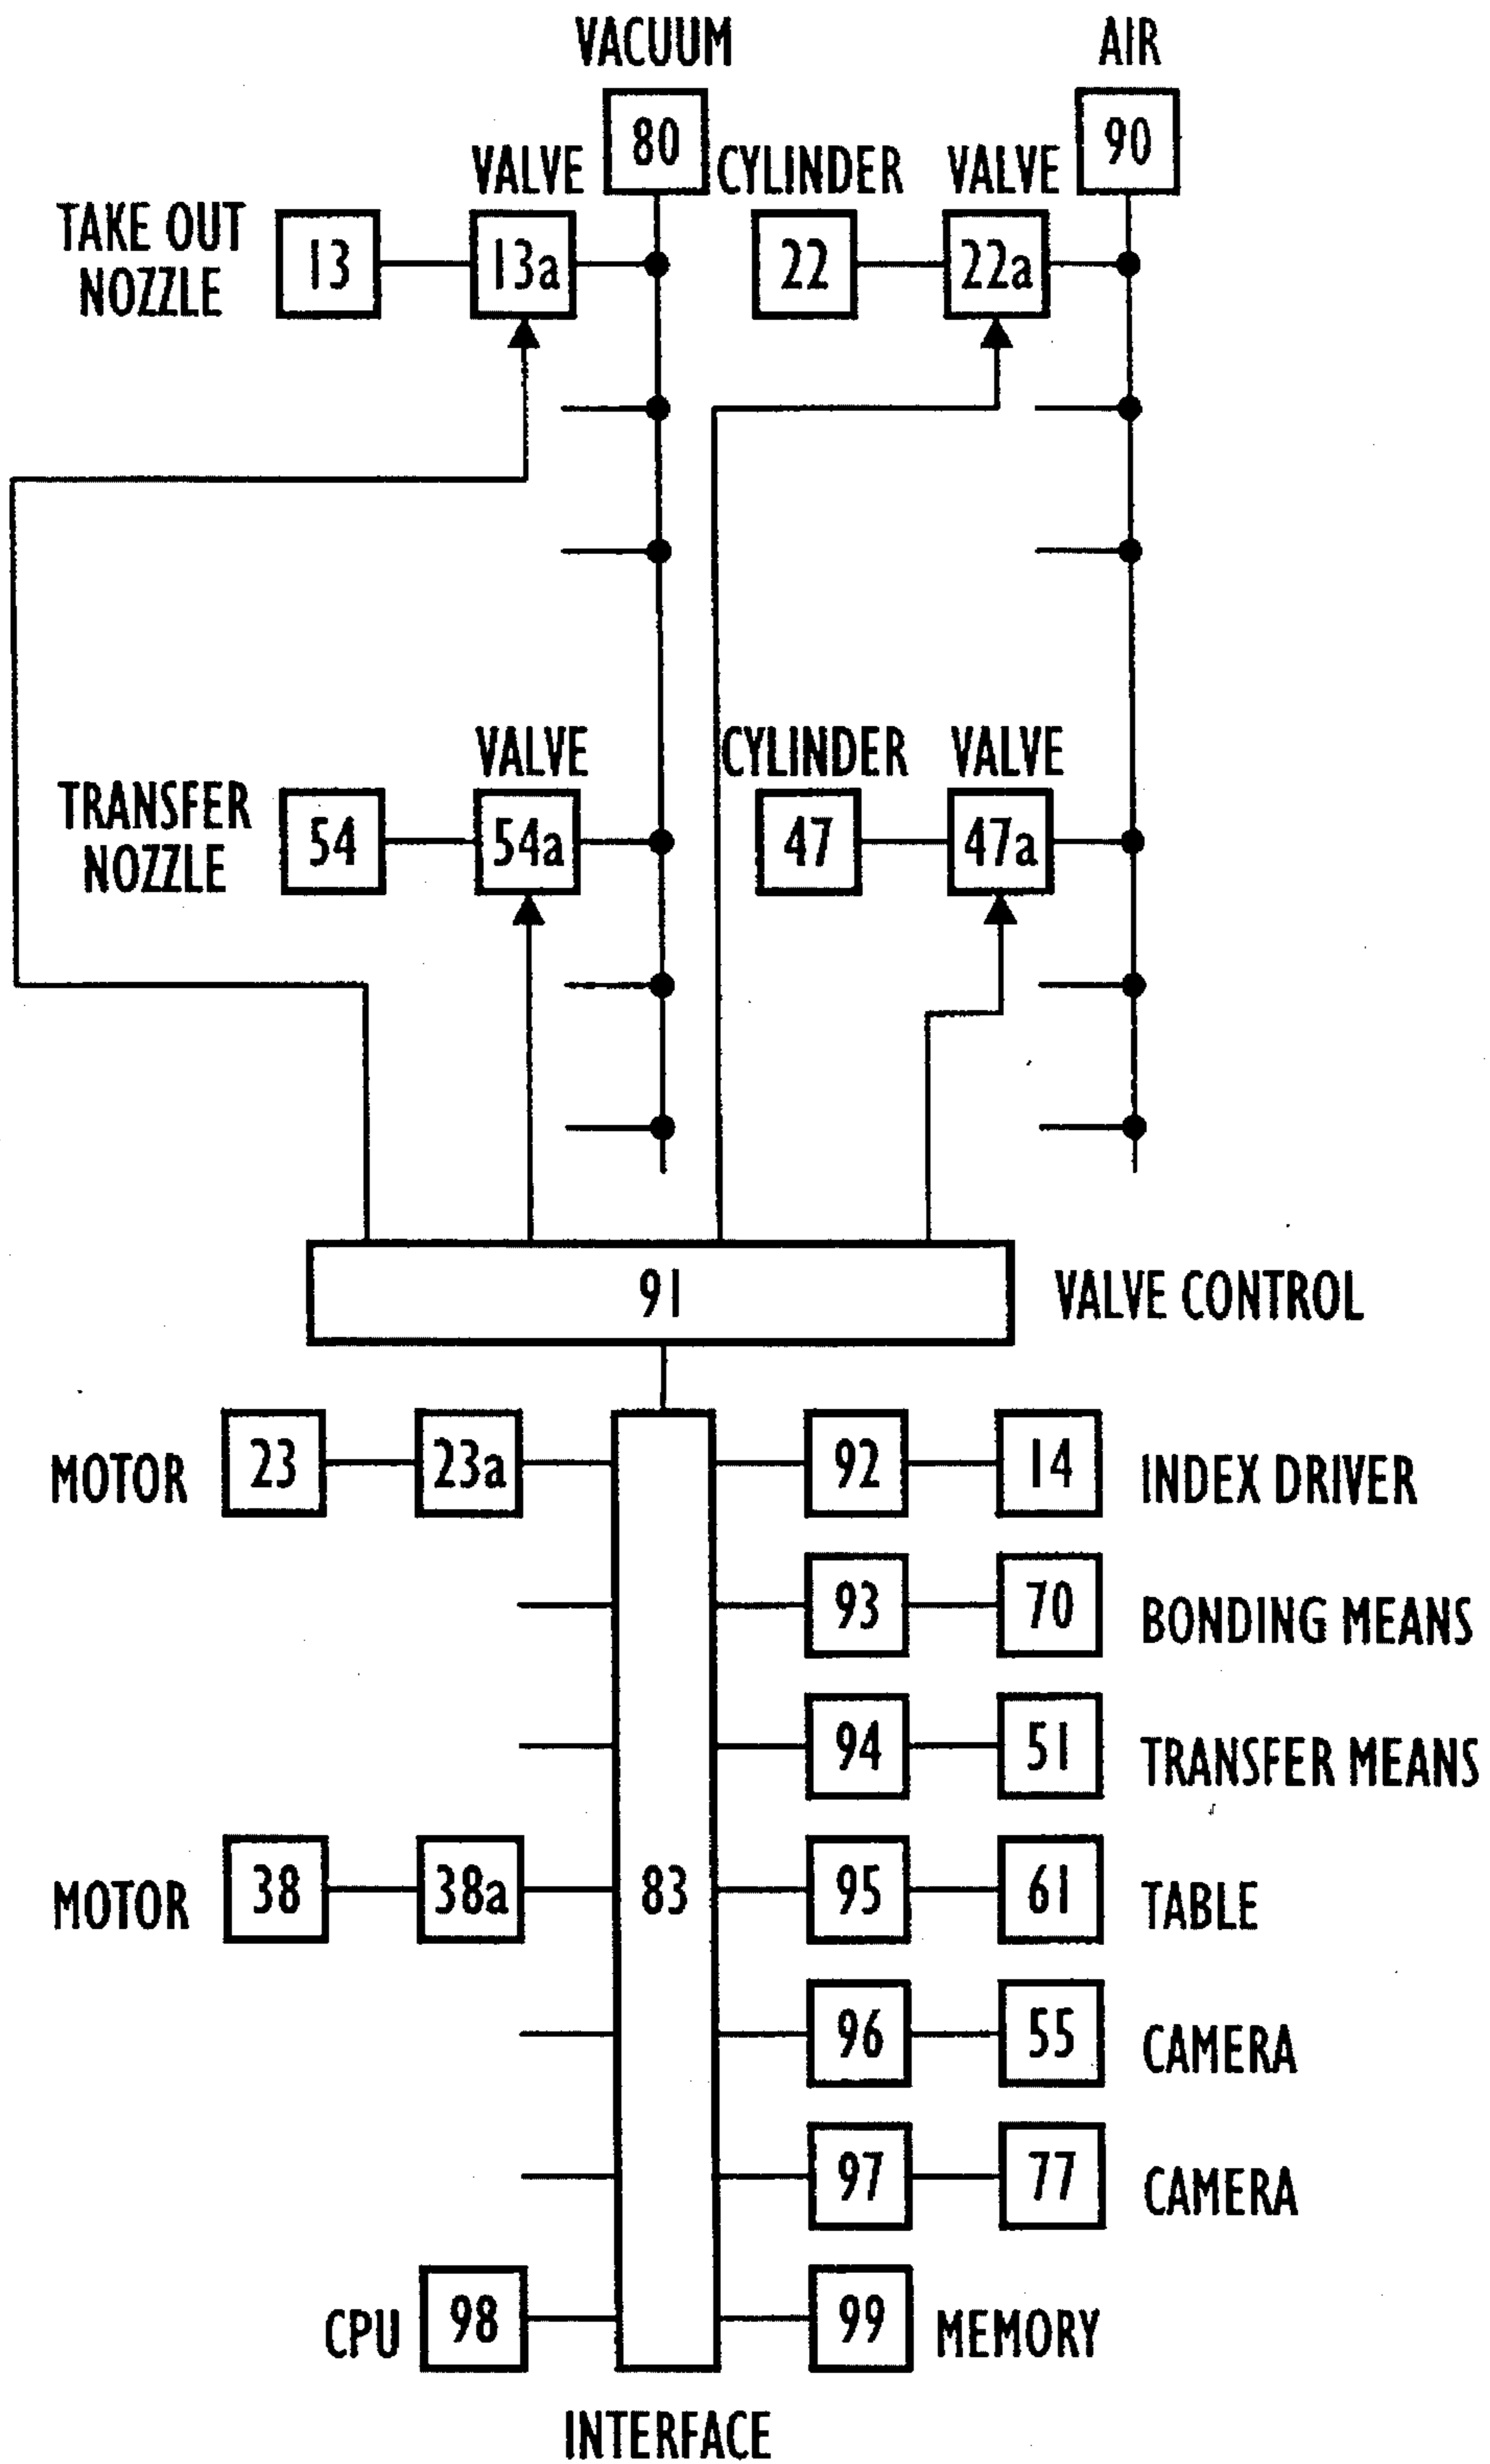 VACUUM AIR
80 90
VALVE CYLINDER VALVE
TAKE OUT
NOZZLE
13 13a 22 22a
VALVE CYLINDER VALVE
TRANSFER
NOZZLE
54 54a 47 47a
91 VALVE CONTROL
MOTOR 23 23a 92 14 INDEX DRIVER
93 70 BONDING MEANS
94 51 TRANSFER MEANS
MOTOR 38 38a 83 95 61 TABLE
96 55 CAMERA
97 77 CAMERA
CPU 98 99 MEMORY
INTERFACE